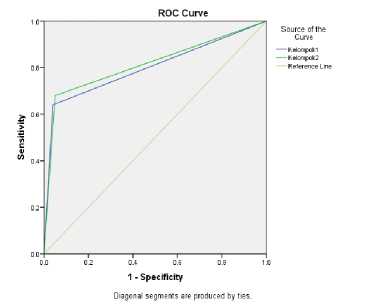 ROC Curve
Source of the
Curve
Kelompok1
Kelompok2
Reference Line
1.0
0.8
0.6
0.4
0.2
0.0
Sensitivity
0.0 0.2 0.4 0.6 0.8 1.0
1 - Specificity
Diagonal segments are produced by ties.